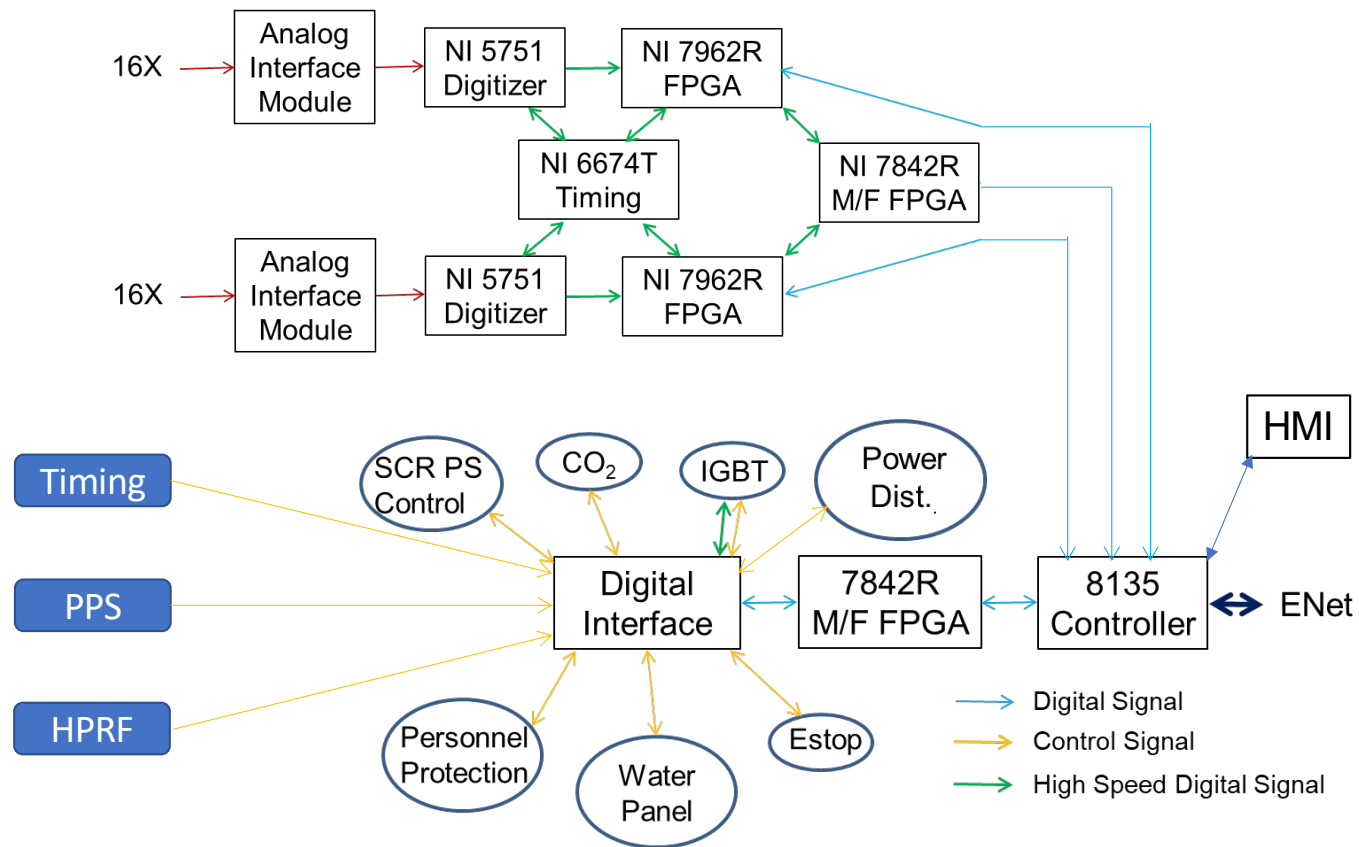 16X
Analog
Interface
Module
NI 5751
Digitizer
NI 7962R
FPGA
NI 6674T
Timing
NI 7842R
M/F FPGA
16X
Analog
Interface
Module
NI 5751
Digitizer
NI 7962R
FPGA
HMI
Timing
SCR PS
Control
CO₂
IGBT
Power
Dist.
PPS
Digital
Interface
7842R
M/F FPGA
8135
Controller
ENet
HPRF
Personnel
Protection
Water
Panel
Estop
Digital Signal
Control Signal
High Speed Digital Signal